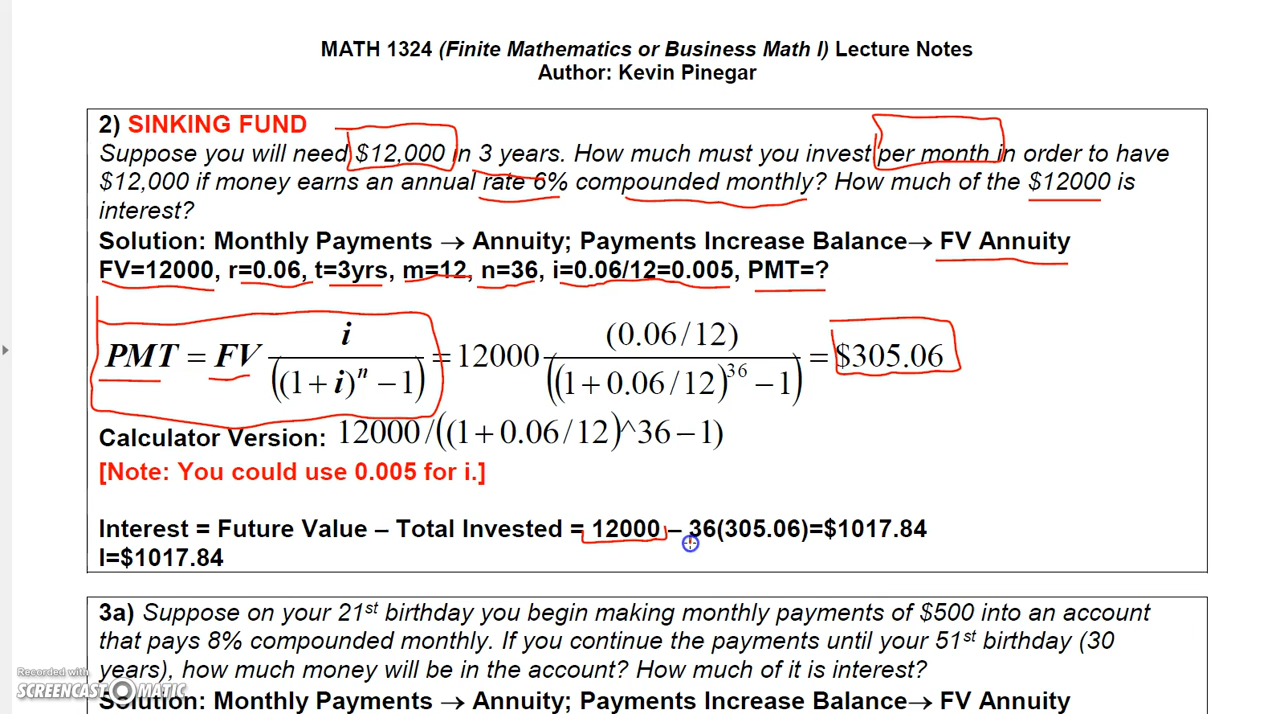 MATH 1324 (Finite Mathematics or Business Math I) Lecture Notes
Author: Kevin Pinegar
2) SINKING FUND
Suppose you will need $12,000 in 3 years. How much must you invest per month in order to have
$12,000 if money earns an annual rate 6% compounded monthly? How much of the $12000 is
interest?
Solution: Monthly Payments → Annuity; Payments Increase Balance→ FV Annuity
FV=12000, r=0.06, t=3yrs, m=12, n=36, i=0.06/12=0.005, PMT=?
PMT = FV i / ((1+i)^n −1) = 12000 (0.06/12) / ((1+0.06/12)^36 −1) = $305.06
Calculator Version: 12000/((1+0.06/12)^36−1)
[Note: You could use 0.005 for i.]
Interest = Future Value – Total Invested = 12000 – 36(305.06)=$1017.84
I=$1017.84
3a) Suppose on your 21st birthday you begin making monthly payments of $500 into an account
that pays 8% compounded monthly. If you continue the payments until your 51st birthday (30
years), how much money will be in the account? How much of it is interest?
Solution: Monthly Payments → Annuity; Payments Increase Balance→ FV Annuity
Recorded with
SCREENCAST-O-MATIC